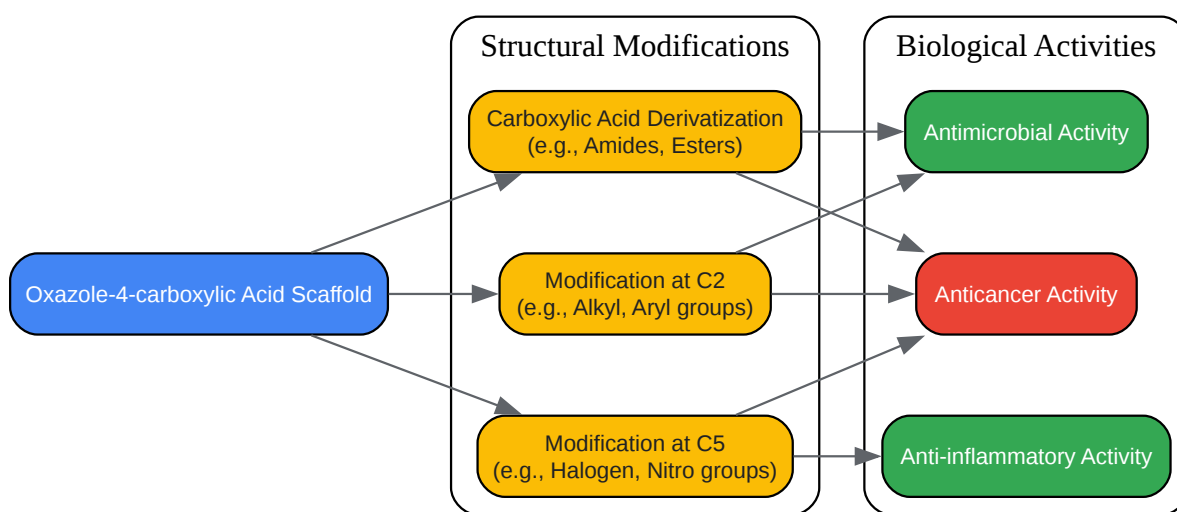 Structural Modifications
Biological Activities
Carboxylic Acid Derivatization
(e.g., Amides, Esters)
Antimicrobial Activity
Oxazole-4-carboxylic Acid Scaffold
Modification at C2
(e.g., Alkyl, Aryl groups)
Anticancer Activity
Modification at C5
(e.g., Halogen, Nitro groups)
Anti-inflammatory Activity